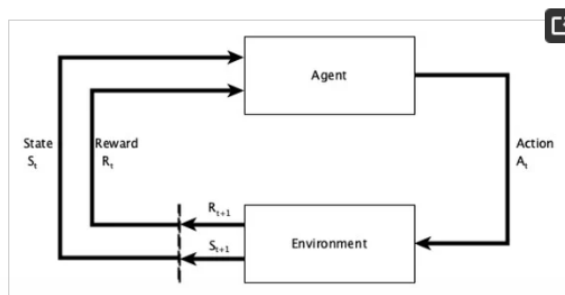 Agent
State
S_t
Reward
R_t
Action
A_t
R_{t+1}
S_{t+1}
Environment